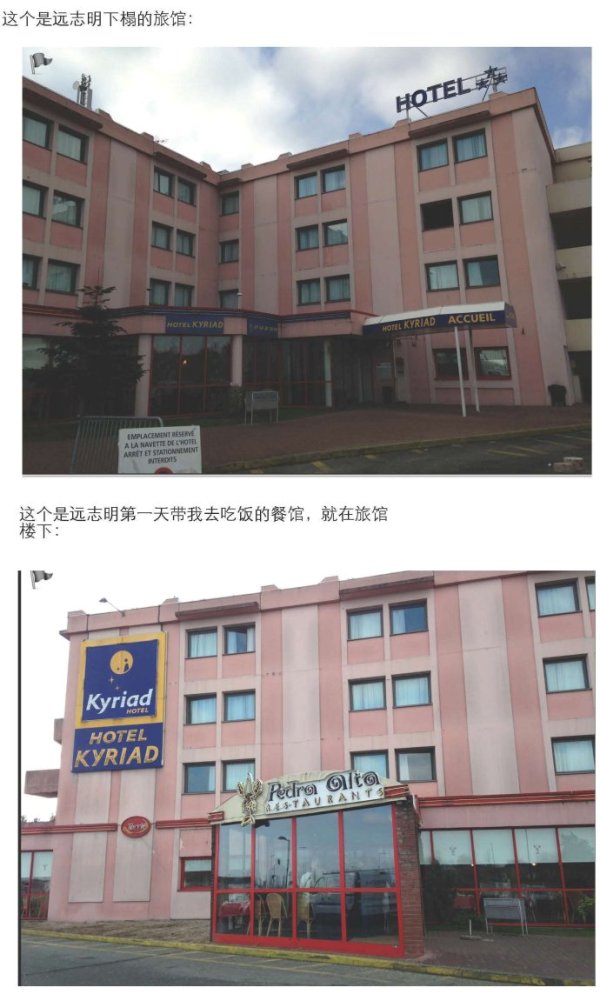 这个是远志明下榻的旅馆：
HOTEL
HOTEL KYRIAD
HOTEL KYRIAD ACCUEIL
EMPLACEMENT RESERVÉ
A LA NAVETTE DE L'HOTEL
ARRÊT ET STATIONNEMENT
INTERDITS
这个是远志明第一天带我去吃饭的餐馆，就在旅馆
楼下：
Kyriad
HOTEL
HOTEL
KYRIAD
Pedra Alta
RESTAURANTS